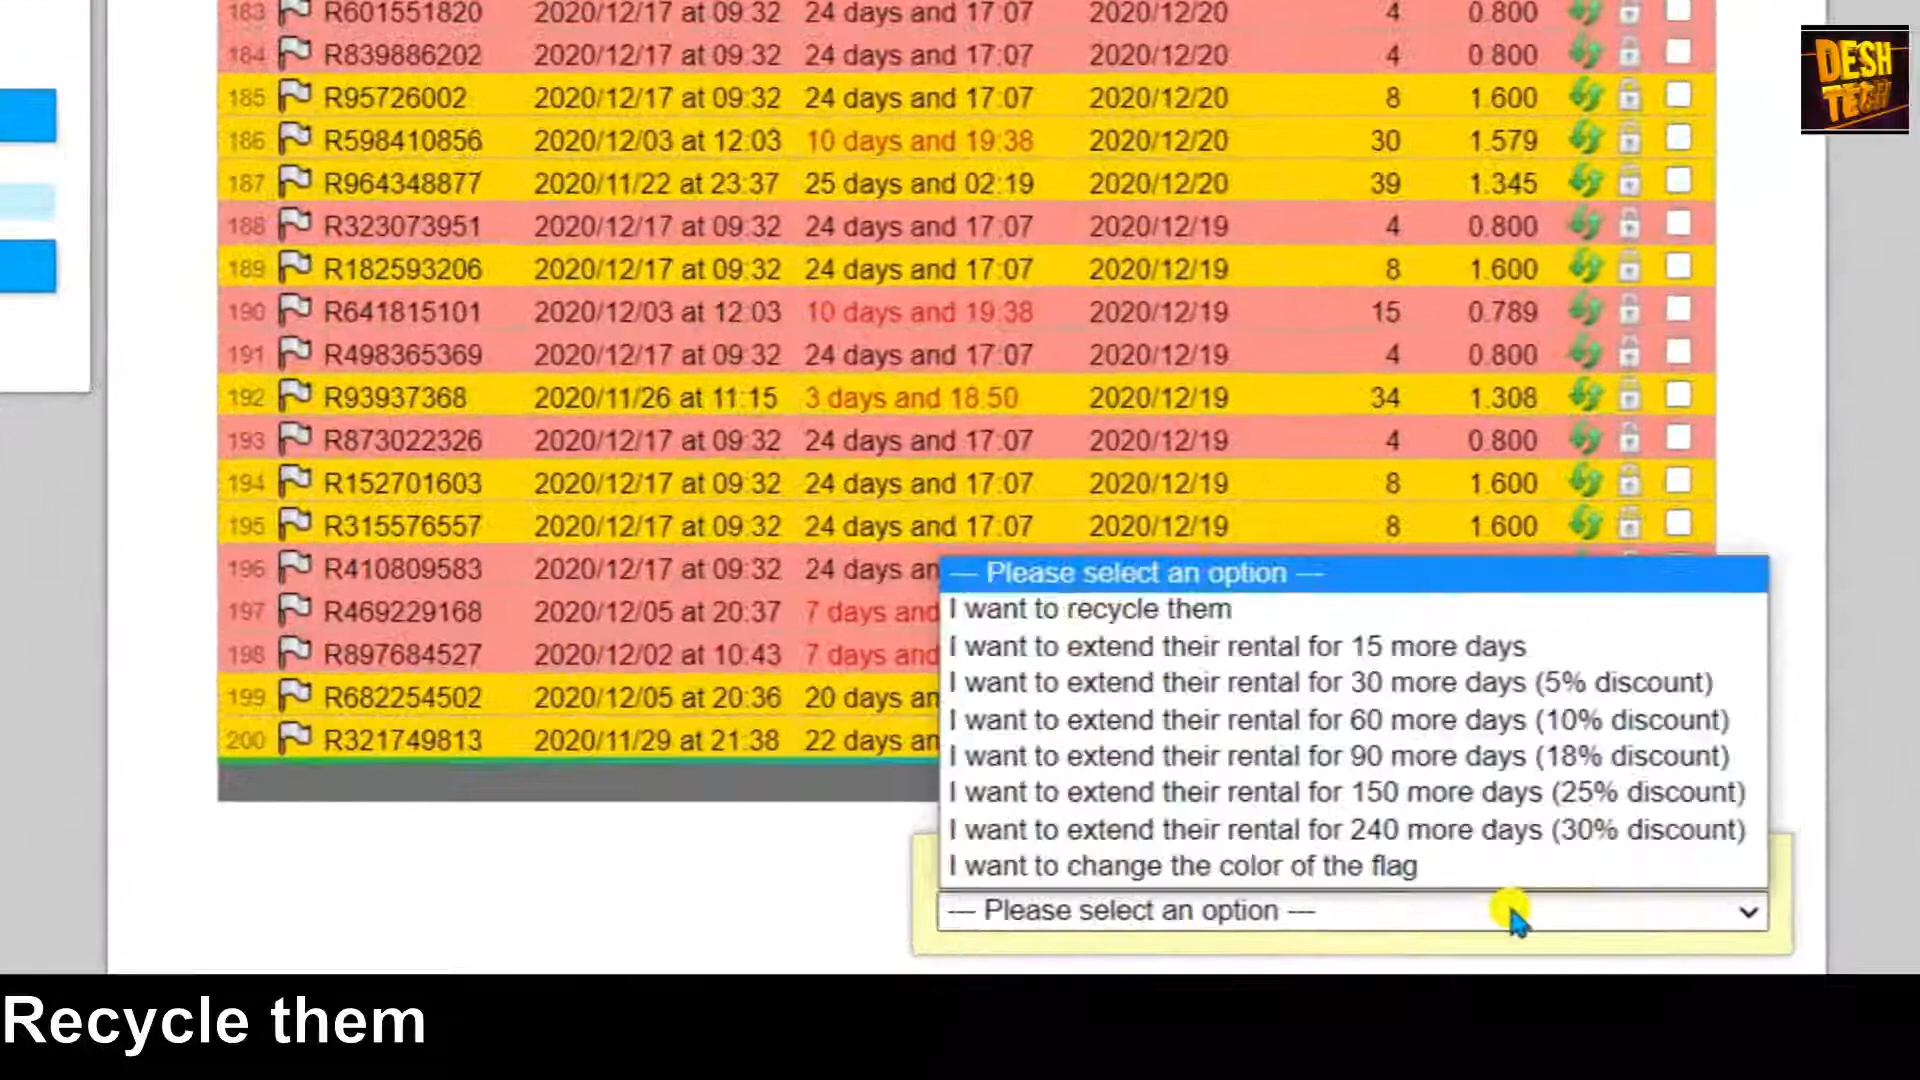 183 R601551820 2020/12/17 at 09:32 24 days and 17:07 2020/12/20 4 0.800
184 R839886202 2020/12/17 at 09:32 24 days and 17:07 2020/12/20 4 0.800
185 R95726002 2020/12/17 at 09:32 24 days and 17:07 2020/12/20 8 1.600
186 R598410856 2020/12/03 at 12:03 10 days and 19:38 2020/12/20 30 1.579
187 R964348877 2020/11/22 at 23:37 25 days and 02:19 2020/12/20 39 1.345
188 R323073951 2020/12/17 at 09:32 24 days and 17:07 2020/12/19 4 0.800
189 R182593206 2020/12/17 at 09:32 24 days and 17:07 2020/12/19 8 1.600
190 R641815101 2020/12/03 at 12:03 10 days and 19:38 2020/12/19 15 0.789
191 R498365369 2020/12/17 at 09:32 24 days and 17:07 2020/12/19 4 0.800
192 R93937368 2020/11/26 at 11:15 3 days and 18:50 2020/12/19 34 1.308
193 R873022326 2020/12/17 at 09:32 24 days and 17:07 2020/12/19 4 0.800
194 R152701603 2020/12/17 at 09:32 24 days and 17:07 2020/12/19 8 1.600
195 R315576557 2020/12/17 at 09:32 24 days and 17:07 2020/12/19 8 1.600
196 R410809583 2020/12/17 at 09:32 24 days an
197 R469229168 2020/12/05 at 20:37 7 days and
198 R897684527 2020/12/02 at 10:43 7 days and
199 R682254502 2020/12/05 at 20:36 20 days an
200 R321749813 2020/11/29 at 21:38 22 days an
--- Please select an option ---
I want to recycle them
I want to extend their rental for 15 more days
I want to extend their rental for 30 more days (5% discount)
I want to extend their rental for 60 more days (10% discount)
I want to extend their rental for 90 more days (18% discount)
I want to extend their rental for 150 more days (25% discount)
I want to extend their rental for 240 more days (30% discount)
I want to change the color of the flag
--- Please select an option ---
DESH
TECH
Recycle them